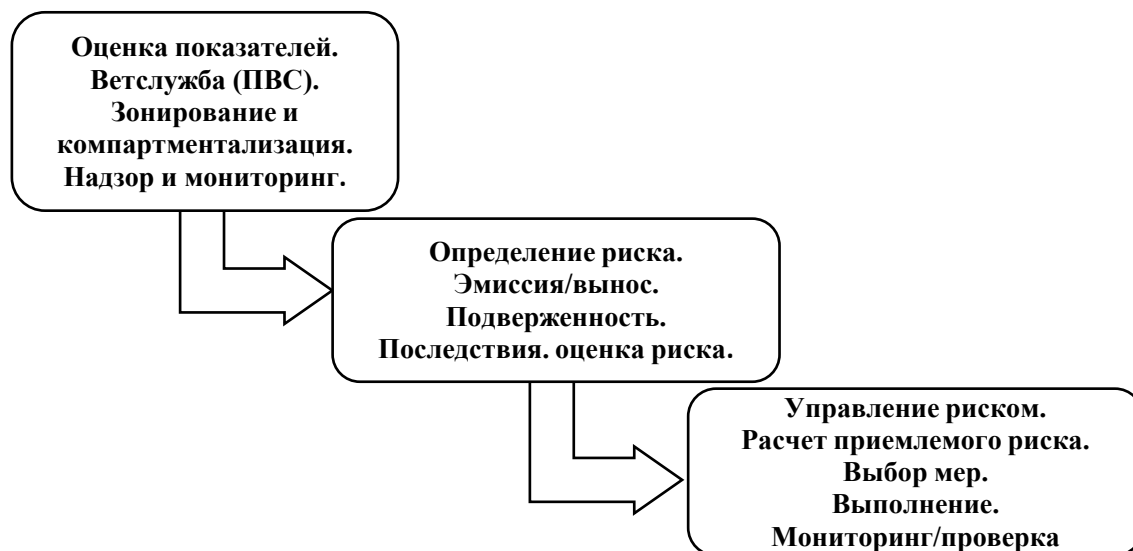 Оценка показателей.
Ветслужба (ПВС).
Зонирование и
компартментализация.
Надзор и мониторинг.
Определение риска.
Эмиссия/вынос.
Подверженность.
Последствия. оценка риска.
Управление риском.
Расчет приемлемого риска.
Выбор мер.
Выполнение.
Мониторинг/проверка